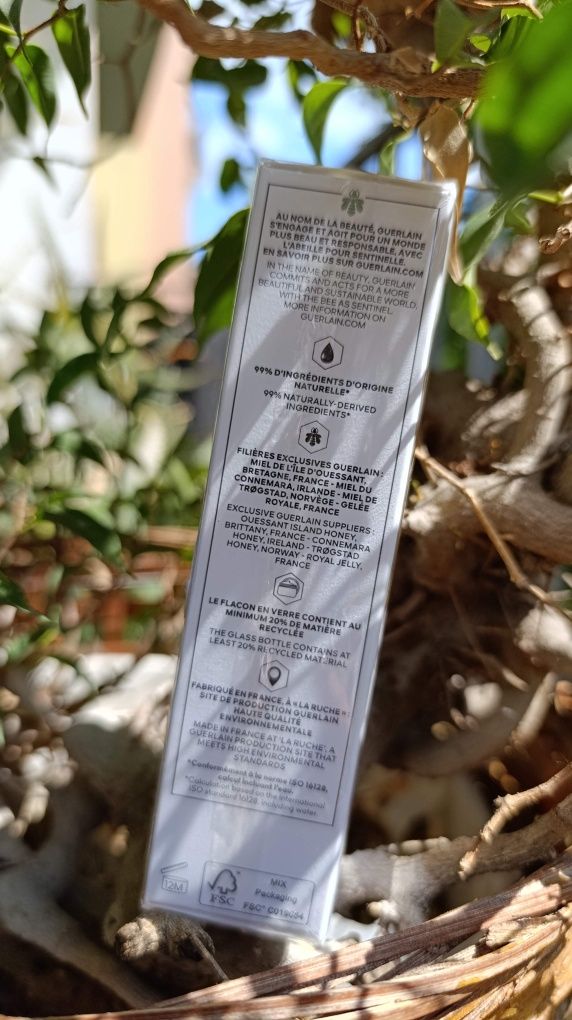 AU NOM DE LA BEAUTÉ, GUERLAIN
S'ENGAGE ET AGIT POUR UN MONDE
PLUS BEAU ET RESPONSABLE, AVEC
L'ABEILLE POUR SENTINELLE.
EN SAVOIR PLUS SUR GUERLAIN.COM
IN THE NAME OF BEAUTY, GUERLAIN
COMMITS AND ACTS FOR A MORE
BEAUTIFUL AND SUSTAINABLE WORLD,
WITH THE BEE AS SENTINEL.
MORE INFORMATION ON
GUERLAIN.COM
99% D'INGRÉDIENTS D'ORIGINE
NATURELLE*
99% NATURALLY-DERIVED
INGREDIENTS*
FILIÈRES EXCLUSIVES GUERLAIN :
MIEL DE L'ÎLE D'OUESSANT,
BRETAGNE, FRANCE - MIEL DU
CONNEMARA, IRLANDE - MIEL DE
TRØGSTAD, NORVÈGE - GELÉE
ROYALE, FRANCE
EXCLUSIVE GUERLAIN SUPPLIERS :
OUESSANT ISLAND HONEY,
BRITTANY, FRANCE - CONNEMARA
HONEY, IRELAND - TRØGSTAD
HONEY, NORWAY - ROYAL JELLY,
FRANCE
LE FLACON EN VERRE CONTIENT AU
MINIMUM 20% DE MATIÈRE
RECYCLÉE
THE GLASS BOTTLE CONTAINS AT
LEAST 20% RECYCLED MATERIAL
FABRIQUÉ EN FRANCE, À «LA RUCHE»
SITE DE PRODUCTION GUERLAIN
HAUTE QUALITÉ
ENVIRONNEMENTALE
MADE IN FRANCE AT 'LA RUCHE', A
GUERLAIN PRODUCTION SITE THAT
MEETS HIGH ENVIRONMENTAL
STANDARDS
*Conformément à la norme ISO 16128,
calcul incluant l'eau.
*Calculation based on the International
ISO standard 16128, including water.
12M
FSC
MIX
Packaging
FSC® C019064